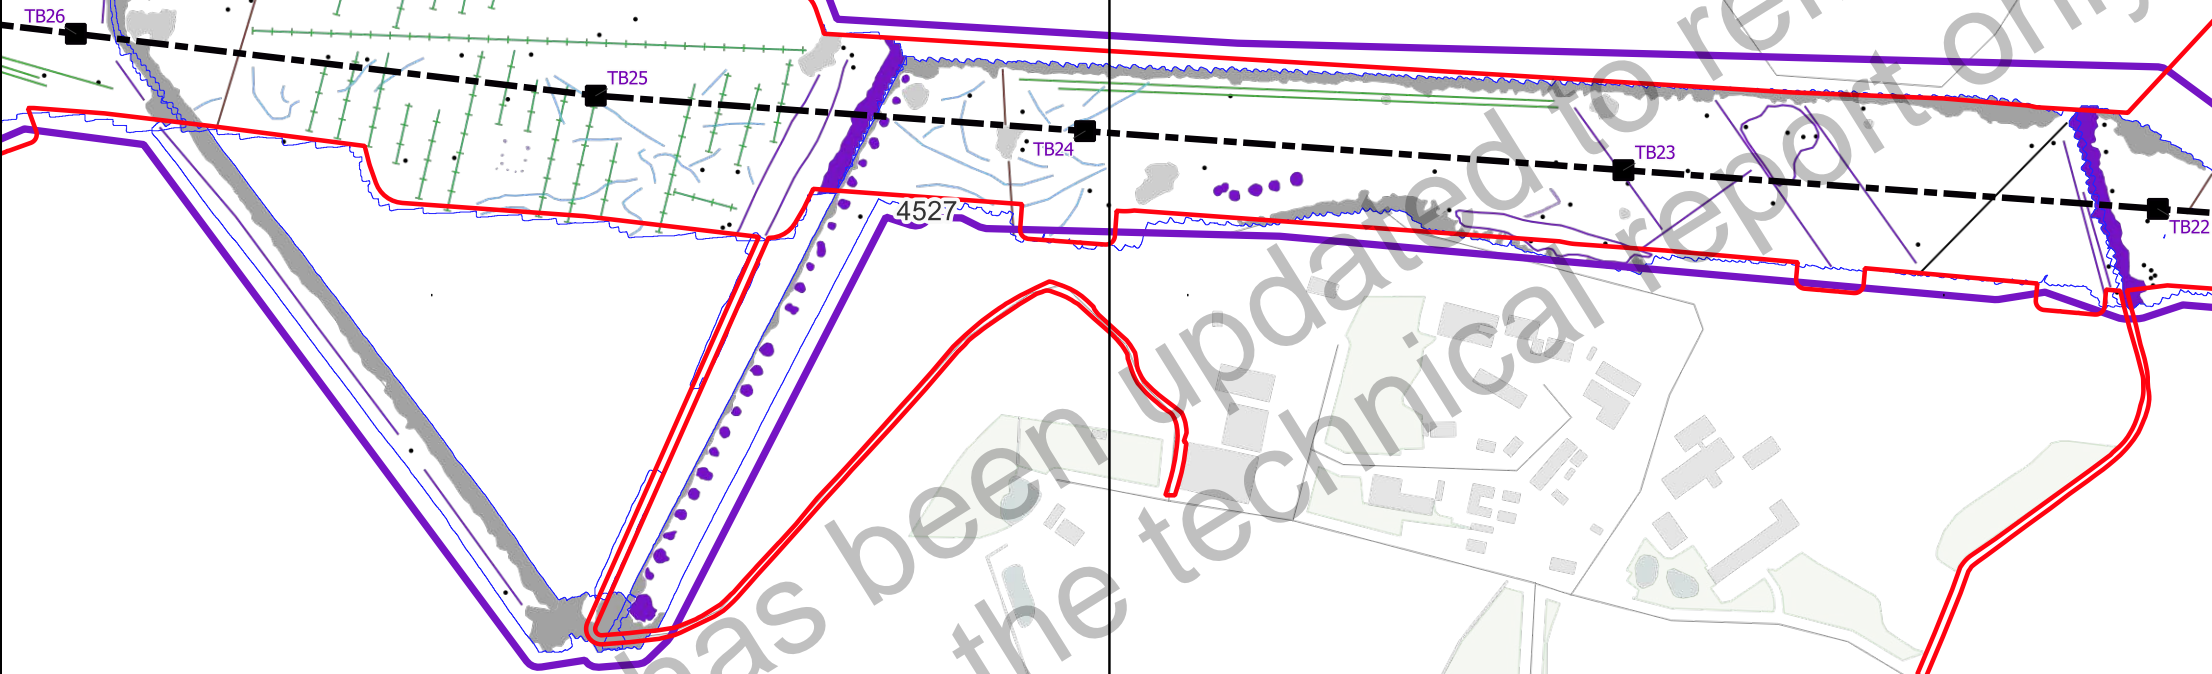 TB26
TB25
TB24
TB23
TB22
4527
has been updated to re
the technical report only